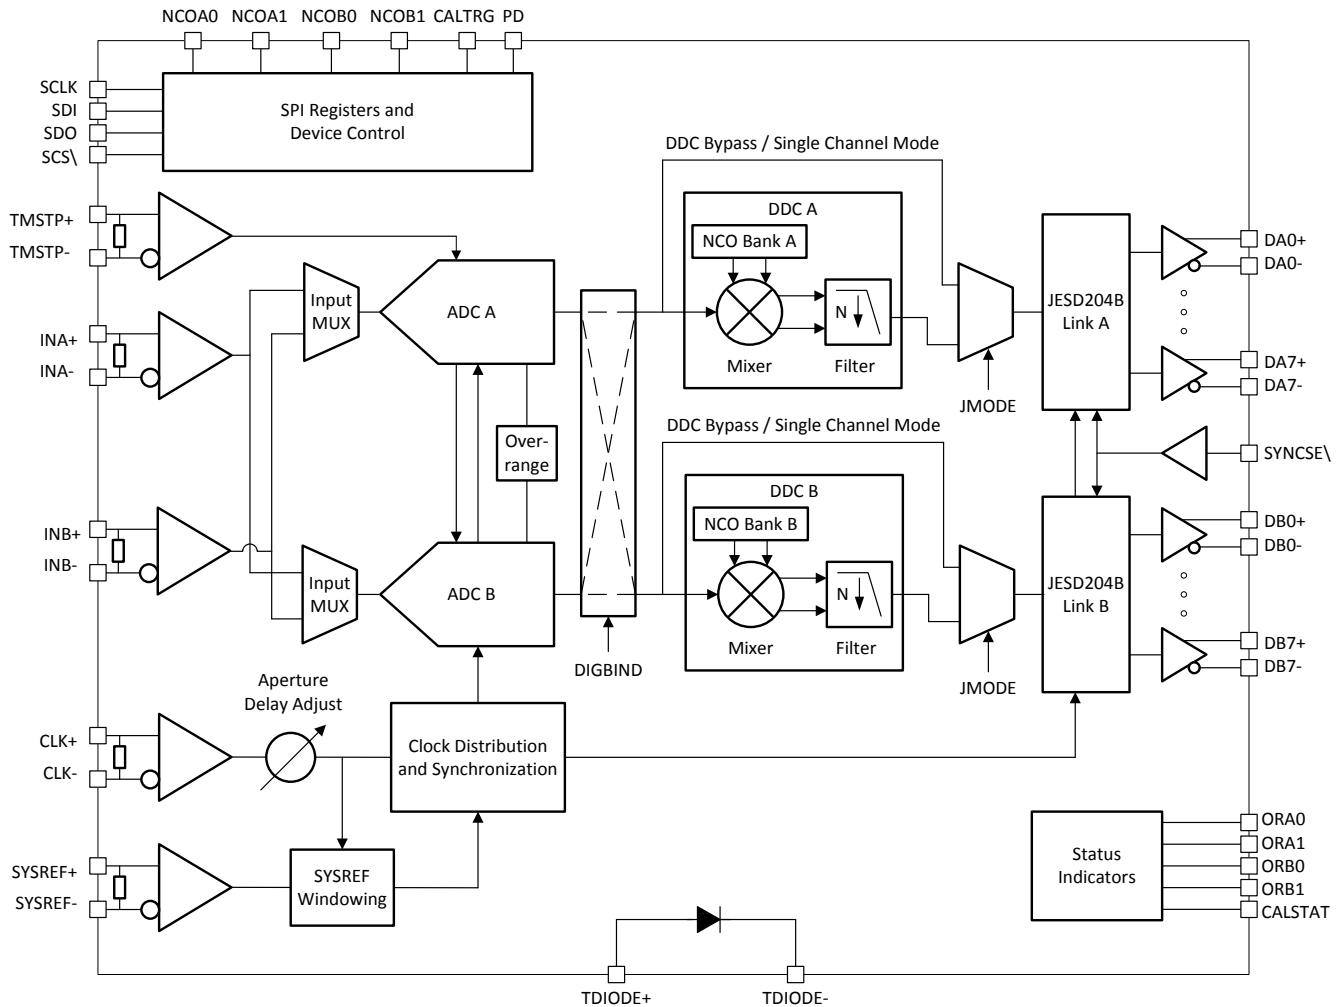 NCOA0 NCOA1 NCOB0 NCOB1 CALTRG PD
SCLK
SDI
SDO
SCS\
SPI Registers and
Device Control
DDC Bypass / Single Channel Mode
TMSTP+
TMSTP-
DDC A
NCO Bank A
Mixer
N
Filter
Input
MUX
ADC A
INA+
INA-
JMODE
JESD204B
Link A
DA0+
DA0-
DA7+
DA7-
Over-
range
DDC Bypass / Single Channel Mode
SYNCSE\
INB+
INB-
Input
MUX
ADC B
DIGBIND
DDC B
NCO Bank B
Mixer
N
Filter
JMODE
JESD204B
Link B
DB0+
DB0-
DB7+
DB7-
Aperture
Delay Adjust
CLK+
CLK-
Clock Distribution
and Synchronization
SYSREF+
SYSREF-
SYSREF
Windowing
Status
Indicators
ORA0
ORA1
ORB0
ORB1
CALSTAT
TDIODE+ TDIODE-